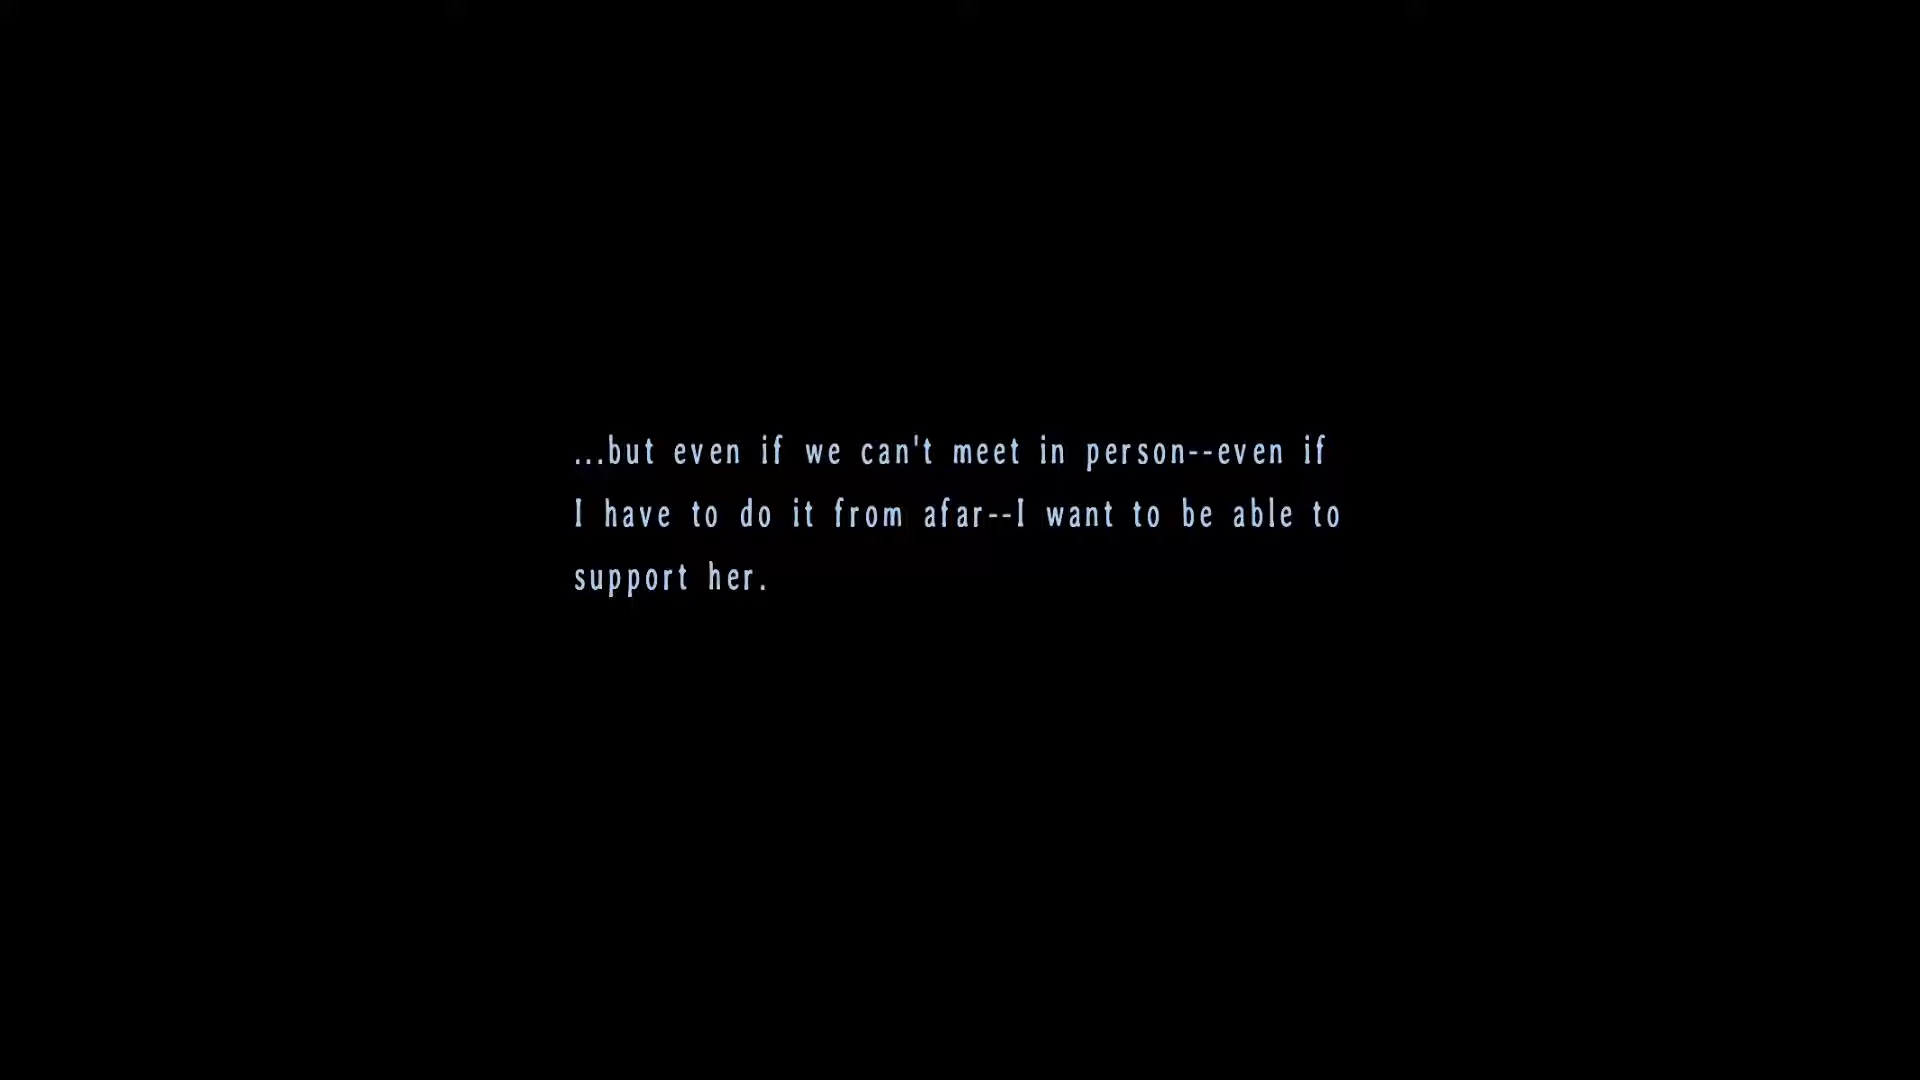 ...but even if we can't meet in person--even if
I have to do it from afar--I want to be able to
support her.